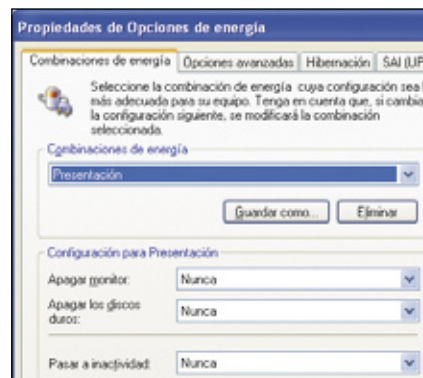 Propiedades de Opciones de energía
Combinaciones de energía Opciones avanzadas Hibernación SAI (UP
Seleccione la combinación de energía cuya configuración sea l
más adecuada para su equipo. Tenga en cuenta que, si cambia
la configuración siguiente, se modificará la combinación
seleccionada.
Combinaciones de energía
Presentación
Guardar como... Eliminar
Configuración para Presentación
Apagar monitor: Nunca
Apagar los discos
duros: Nunca
Pasar a inactividad: Nunca